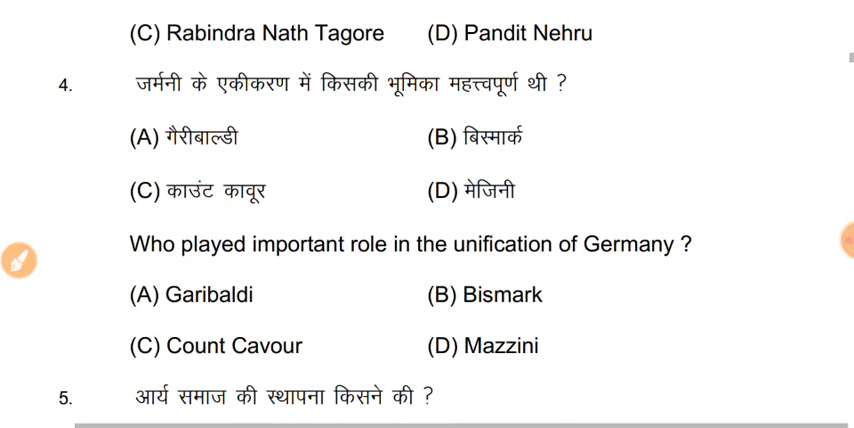 (C) Rabindra Nath Tagore (D) Pandit Nehru
4. जर्मनी के एकीकरण में किसकी भूमिका महत्त्वपूर्ण थी ?
(A) गैरीबाल्डी (B) बिस्मार्क
(C) काउंट कावूर (D) मेजिनी
Who played important role in the unification of Germany ?
(A) Garibaldi (B) Bismark
(C) Count Cavour (D) Mazzini
5. आर्य समाज की स्थापना किसने की ?